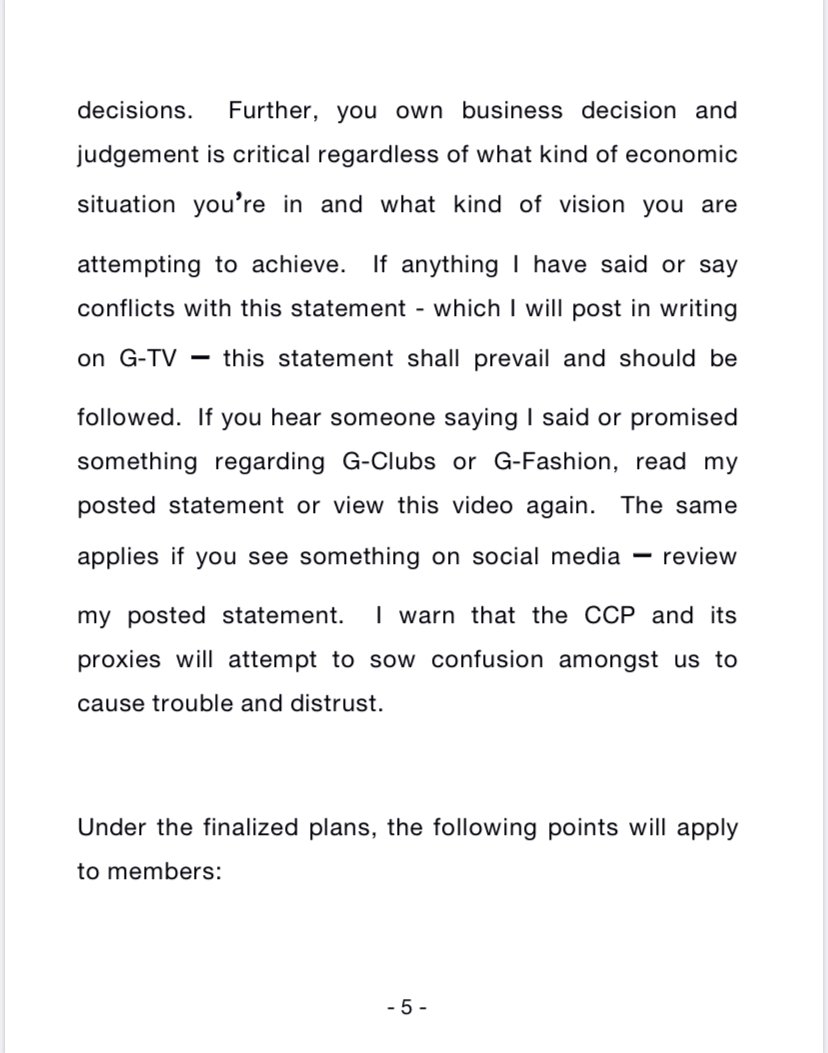 decisions. Further, you own business decision and
judgement is critical regardless of what kind of economic
situation you’re in and what kind of vision you are
attempting to achieve. If anything I have said or say
conflicts with this statement - which I will post in writing
on G-TV — this statement shall prevail and should be
followed. If you hear someone saying I said or promised
something regarding G-Clubs or G-Fashion, read my
posted statement or view this video again. The same
applies if you see something on social media — review
my posted statement. I warn that the CCP and its
proxies will attempt to sow confusion amongst us to
cause trouble and distrust.
Under the finalized plans, the following points will apply
to members:
- 5 -